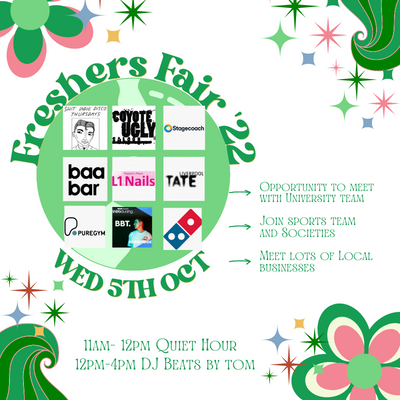 Freshers Fair '22
SHIT INDIE DISCO
THURSDAYS
COYOTE
UGLY
SALOON
Stagecoach
baa
bar
L1 Nails
LIVERPOOL
TATE
PUREGYM
BBT.
WED 5TH OCT
Opportunity to meet
with University team
Join sports team
and Societies
Meet lots of Local
businesses
11am- 12pm Quiet Hour
12pm-4pm DJ Beats by tom